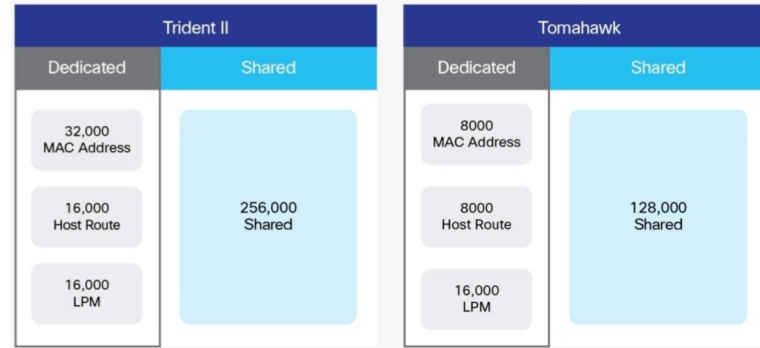 Trident II
Dedicated
Shared
32,000
MAC Address
16,000
Host Route
16,000
LPM
256,000
Shared
Tomahawk
Dedicated
Shared
8000
MAC Address
8000
Host Route
16,000
LPM
128,000
Shared